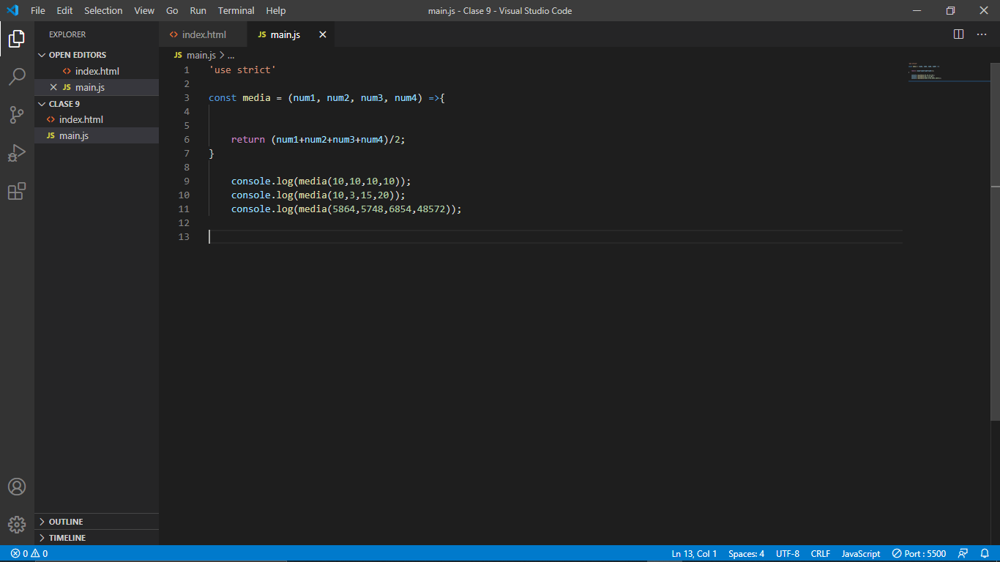 File Edit Selection View Go Run Terminal Help main.js - Clase 9 - Visual Studio Code
EXPLORER
OPEN EDITORS
index.html
JS main.js
CLASE 9
index.html
JS main.js
OUTLINE
TIMELINE
index.html JS main.js
JS main.js > ...
1 'use strict'
2
3 const media = (num1, num2, num3, num4) =>{
4
5
6 return (num1+num2+num3+num4)/2;
7 }
8
9 console.log(media(10,10,10,10));
10 console.log(media(10,3,15,20));
11 console.log(media(5864,5748,6854,48572));
12
13
0 0 Ln 13, Col 1 Spaces: 4 UTF-8 CRLF JavaScript Port : 5500